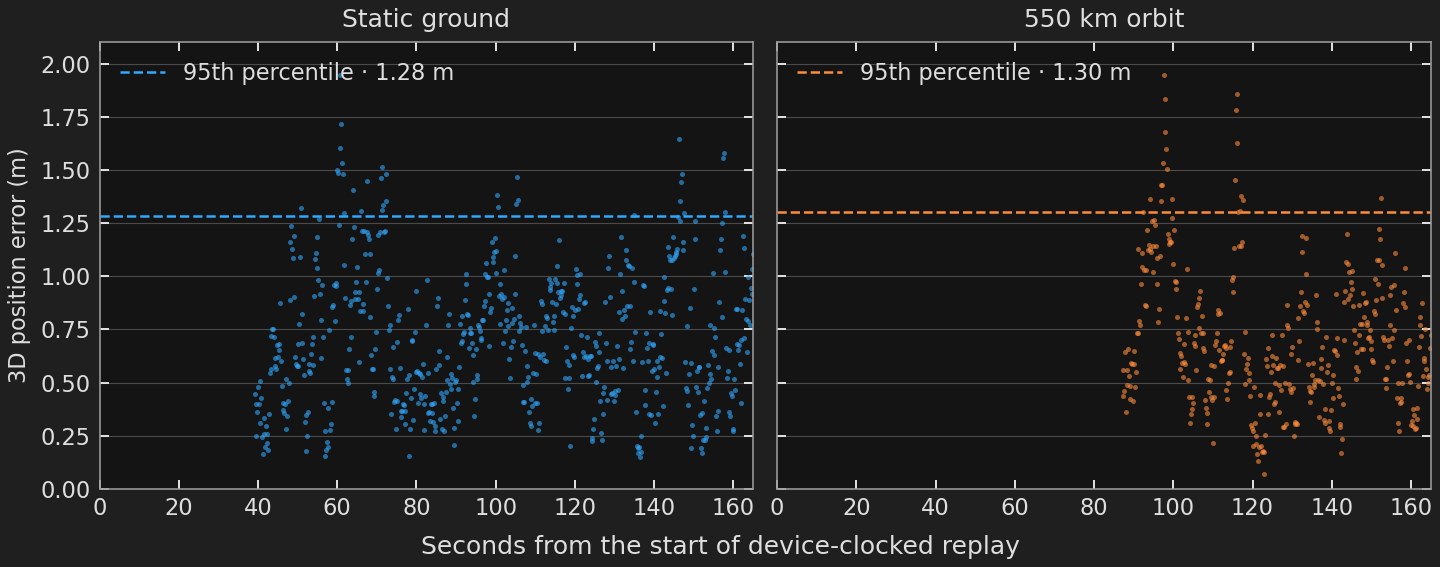 Static ground
550 km orbit
95th percentile · 1.28 m
95th percentile · 1.30 m
3D position error (m)
2.00
1.75
1.50
1.25
1.00
0.75
0.50
0.25
0.00
0 20 40 60 80 100 120 140 160
0 20 40 60 80 100 120 140 160
Seconds from the start of device-clocked replay